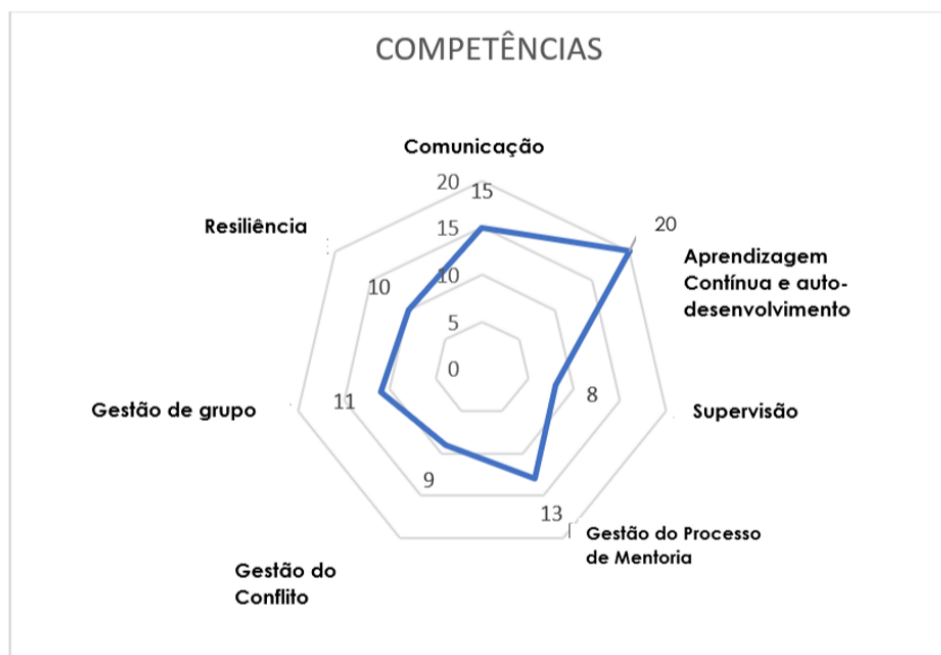 COMPETÊNCIAS
Comunicação
20
15
15
10
5
0
20
Aprendizagem
Contínua e auto-
desenvolvimento
8
Supervisão
13
Gestão do Processo
de Mentoria
9
Gestão do
Conflito
11
Gestão de grupo
10
Resiliência